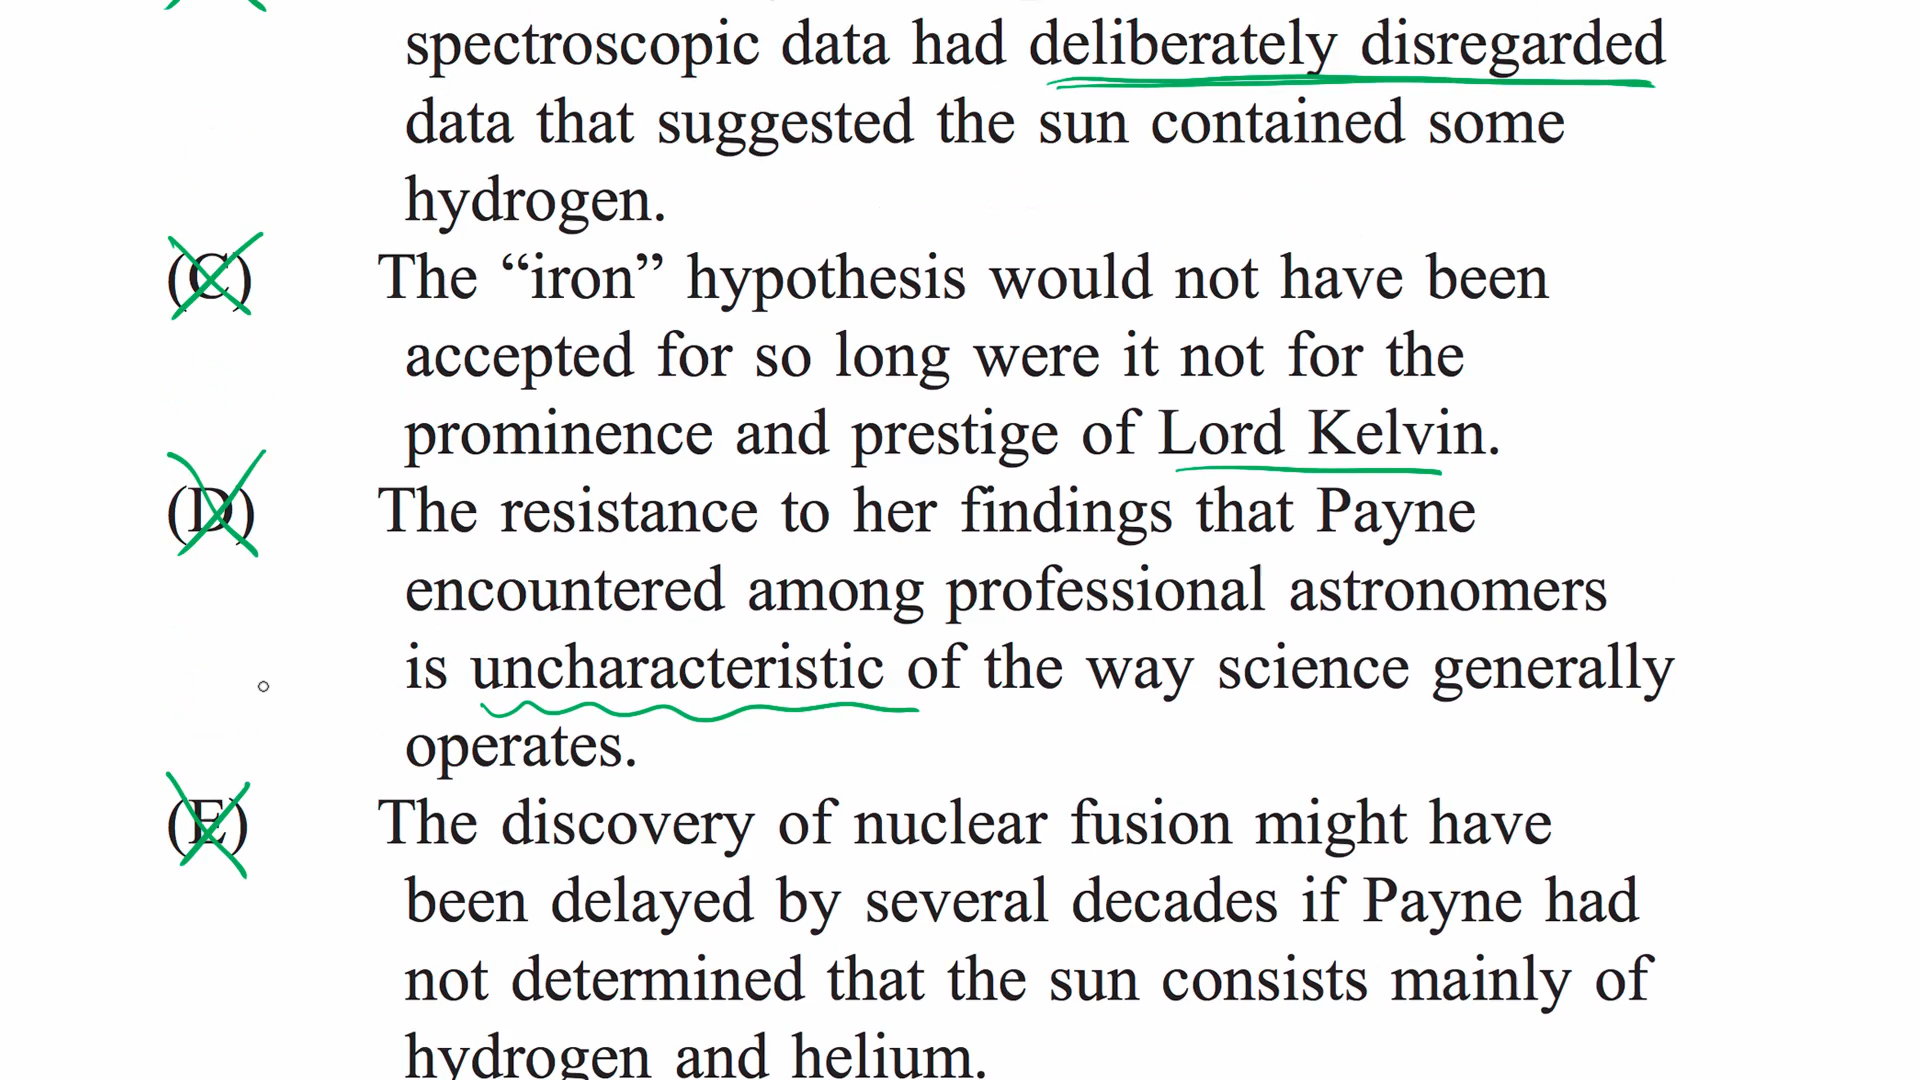 spectroscopic data had deliberately disregarded
data that suggested the sun contained some
hydrogen.
(C) The “iron” hypothesis would not have been
accepted for so long were it not for the
prominence and prestige of Lord Kelvin.
(D) The resistance to her findings that Payne
encountered among professional astronomers
is uncharacteristic of the way science generally
operates.
(E) The discovery of nuclear fusion might have
been delayed by several decades if Payne had
not determined that the sun consists mainly of
hydrogen and helium.